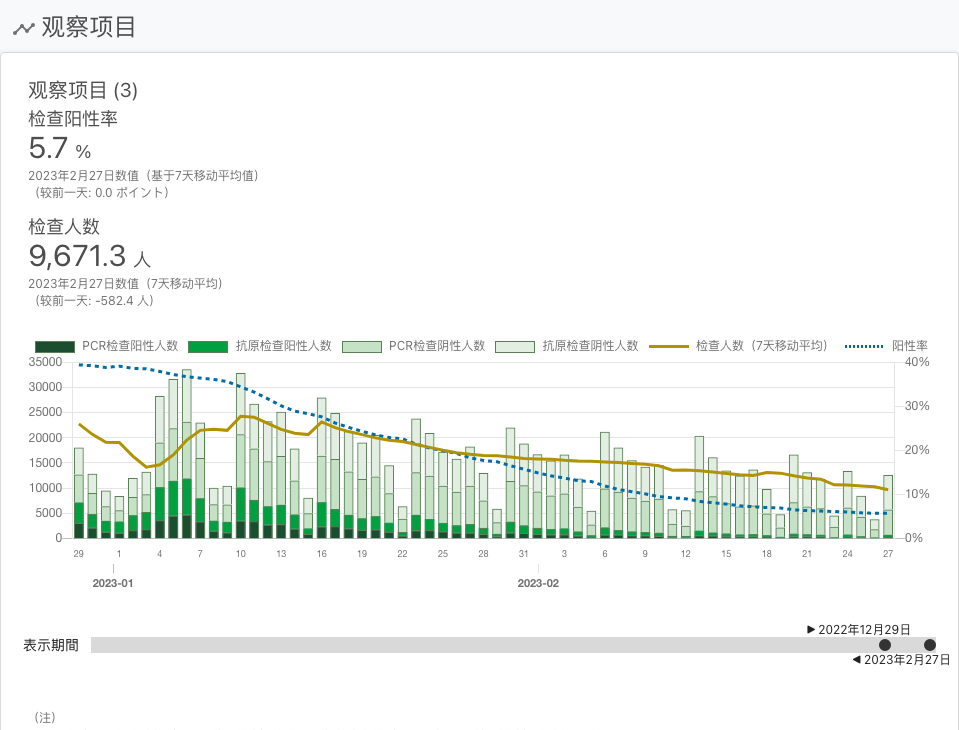 观察项目
观察项目 (3)
检查阳性率
5.7 %
2023年2月27日数值（基于7天移动平均值）
（较前一天: 0.0 ポイント）
检查人数
9,671.3 人
2023年2月27日数值（7天移动平均）
（较前一天: -582.4 人）
PCR检查阳性人数 抗原检查阳性人数 PCR检查阴性人数 抗原检查阴性人数 检查人数（7天移动平均） 阳性率
35000 40%
30000
30%
25000
20000
20%
15000
10000
10%
5000
0 0%
29 1 4 7 10 13 16 19 22 25 28 31 3 6 9 12 15 18 21 24 27
2023-01 2023-02
►2022年12月29日
表示期間
◄2023年2月27日
（注）